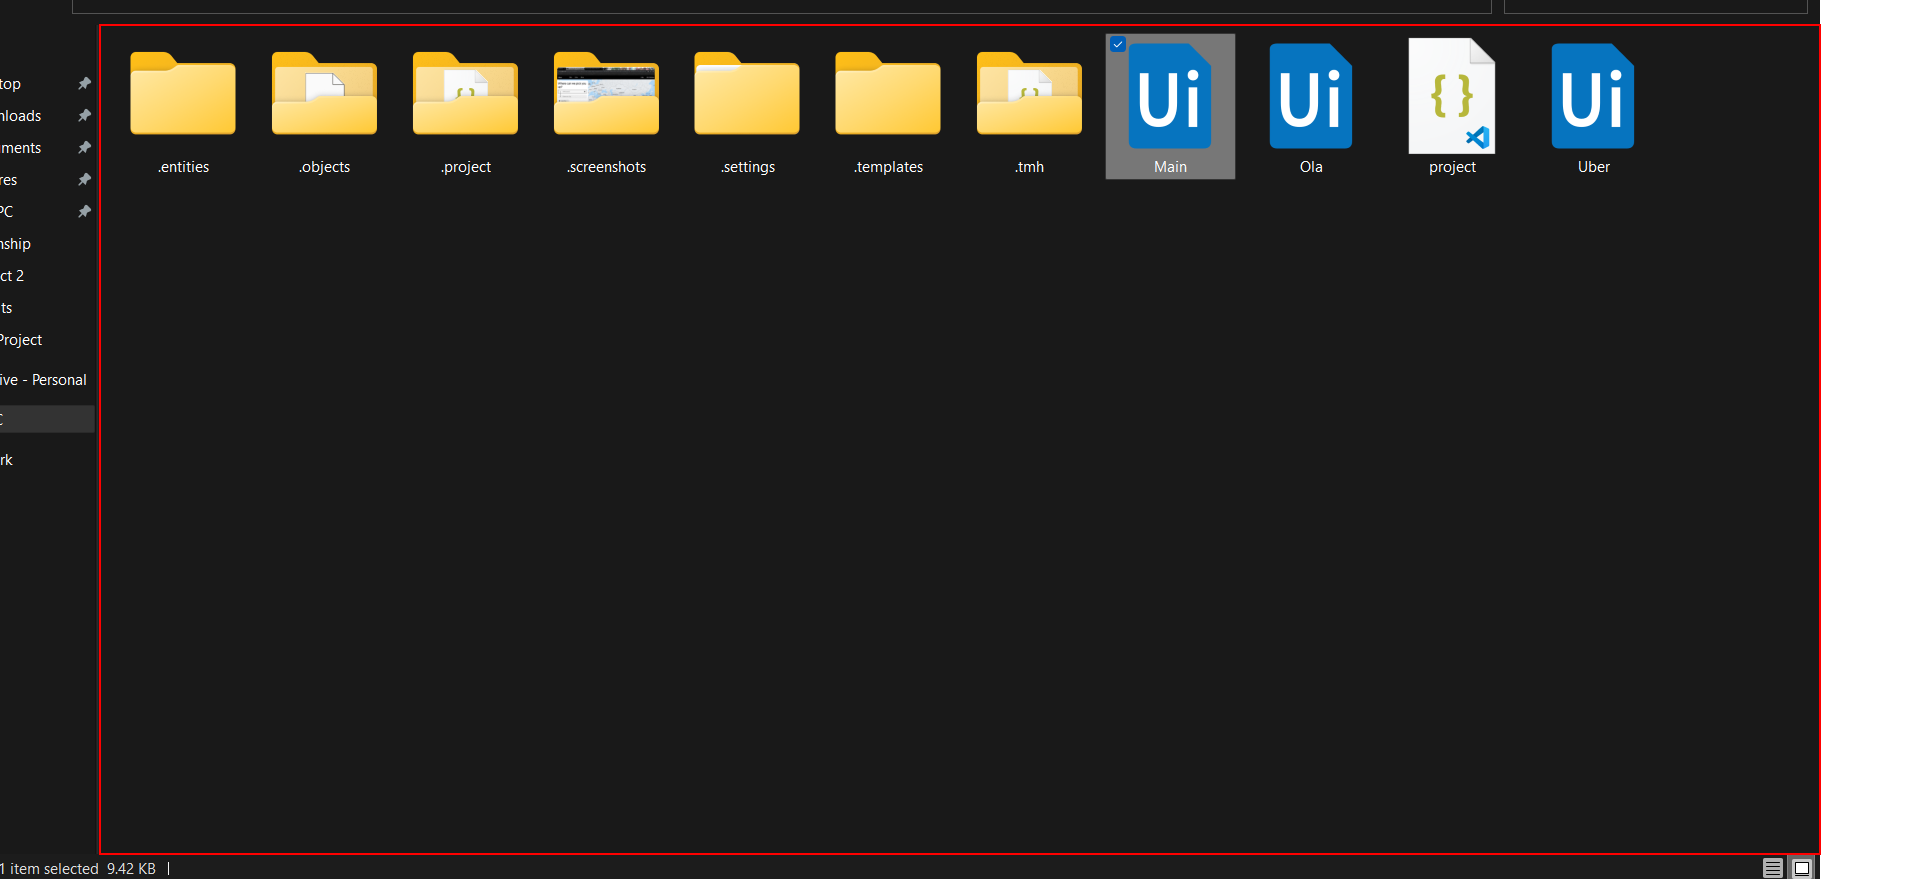 top
nloads
ments
res
PC
nship
ct 2
ts
Project
ive - Personal
rk
.entities
.objects
.project
.screenshots
.settings
.templates
.tmh
Ui
Main
Ui
Ola
{ }
project
Ui
Uber
1 item selected 9.42 KB